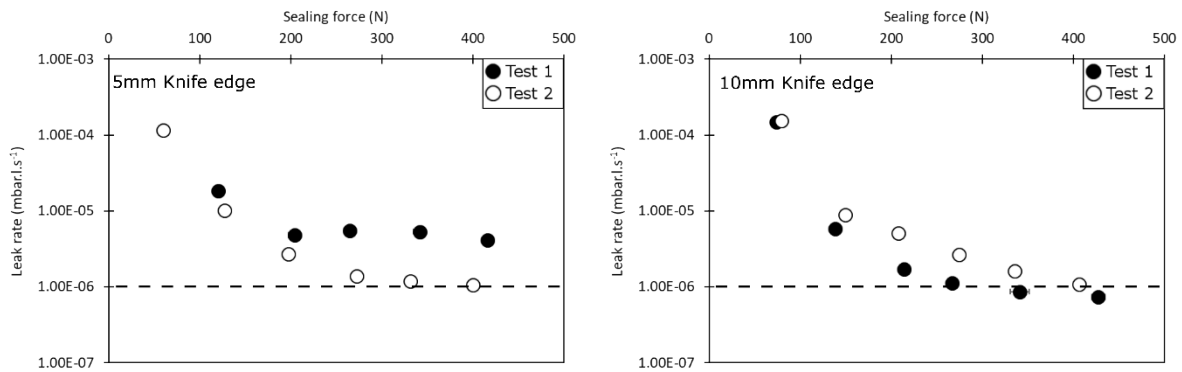 Sealing force (N)
0 100 200 300 400 500
1.00E-03
5mm Knife edge
Test 1
Test 2
1.00E-04
1.00E-05
1.00E-06
1.00E-07
Leak rate (mbar.l.s⁻¹)
Sealing force (N)
0 100 200 300 400 500
1.00E-03
10mm Knife edge
Test 1
Test 2
1.00E-04
1.00E-05
1.00E-06
1.00E-07
Leak rate (mbar.l.s⁻¹)